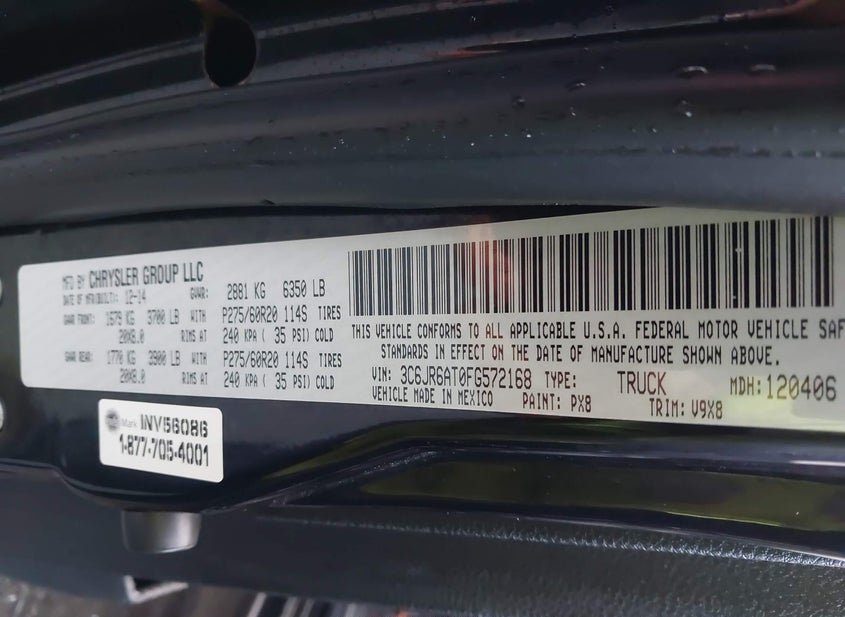 MFD BY CHRYSLER GROUP LLC
DATE OF MFR(BUILT): 12-14 GVWR: 2881 KG 6350 LB
GAWR FRONT: 1679 KG 3700 LB WITH P275/60R20 114S TIRES
20X8.0 RIMS AT 240 KPA ( 35 PSI) COLD
GAWR REAR: 1770 KG 3900 LB WITH P275/60R20 114S TIRES
20X8.0 RIMS AT 240 KPA ( 35 PSI) COLD
THIS VEHICLE CONFORMS TO ALL APPLICABLE U.S.A. FEDERAL MOTOR VEHICLE SAF
STANDARDS IN EFFECT ON THE DATE OF MANUFACTURE SHOWN ABOVE.
VIN: 3C6JR6AT0FG572168 TYPE: TRUCK MDH:120406
VEHICLE MADE IN MEXICO PAINT: PX8 TRIM: V9X8
Mark INV56086
1-877-705-4001